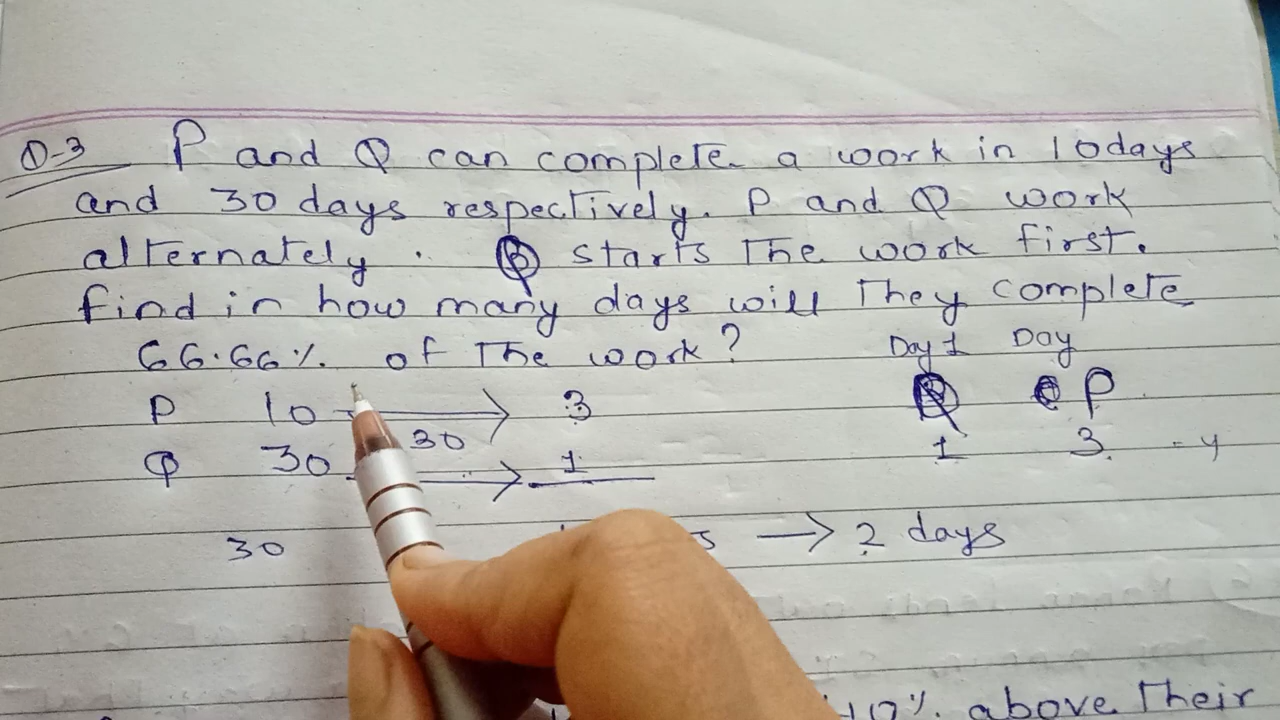 Q-3 P and Q can complete a work in 10days
and 30 days respectively. P and Q work
alternately. Q starts The work first.
find in how many days will They complete
66.66% of The work?
Day 1 Day
P 10 → 3
Q P
30
Q 30 → 1
1 3 = 4
30 → 2 days
10% above Their